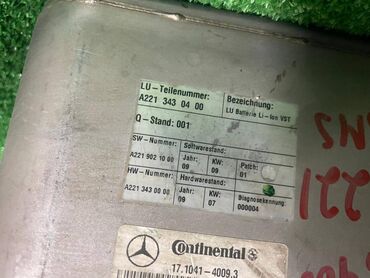 LU-Teilenummer:
A221 343 04 00
Bezeichnung:
LU Batterie Li-Ion VST
Q-Stand: 001
SW-Nummer:
Softwarestand:
A221 902 10 00
Jahr: 09
KW: 09
Patch: 01
HW-Nummer:
Hardwarestand:
A221 343 00 00
Jahr: 09
KW: 07
Diagnosekennung: 000004
Continental
17.1041-4009.3
221